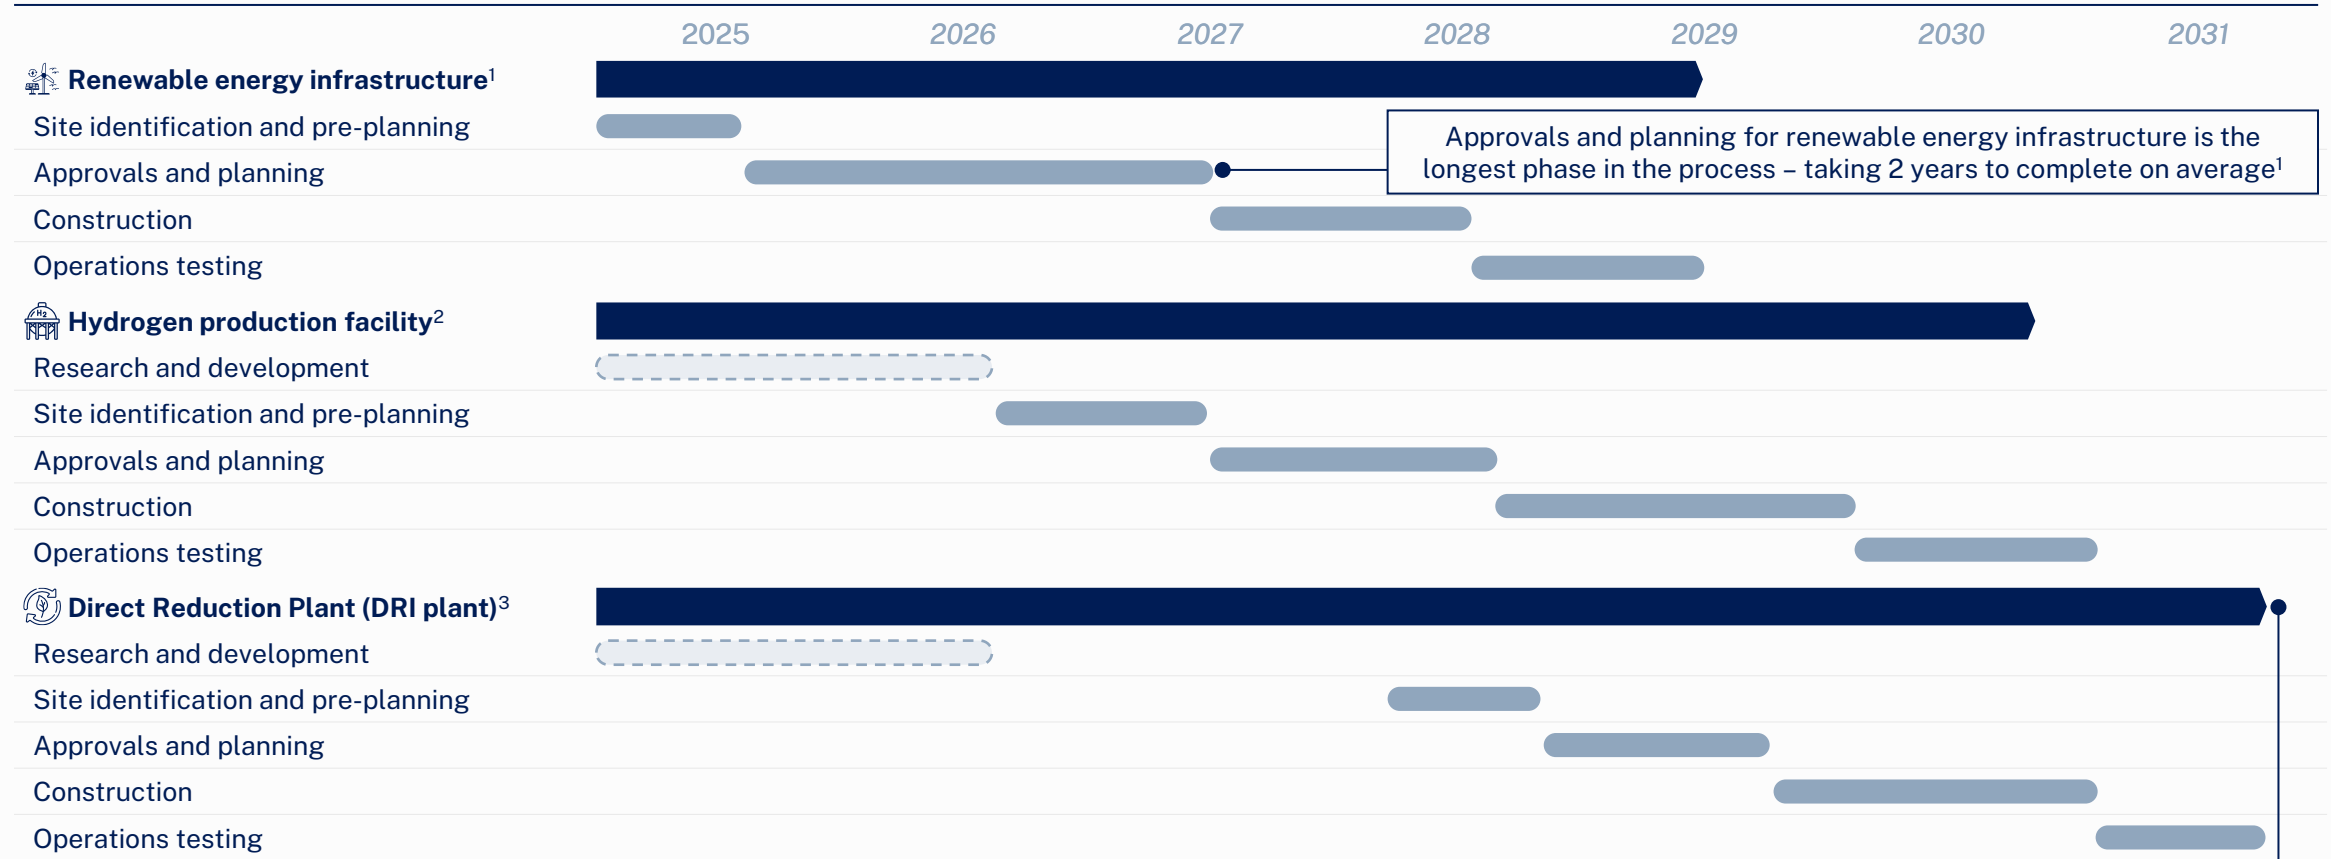 2025 2026 2027 2028 2029 2030 2031
Renewable energy infrastructure¹
Site identification and pre-planning
Approvals and planning for renewable energy infrastructure is the
longest phase in the process – taking 2 years to complete on average¹
Approvals and planning
Construction
Operations testing
H₂
Hydrogen production facility²
Research and development
Site identification and pre-planning
Approvals and planning
Construction
Operations testing
Direct Reduction Plant (DRI plant)³
Research and development
Site identification and pre-planning
Approvals and planning
Construction
Operations testing